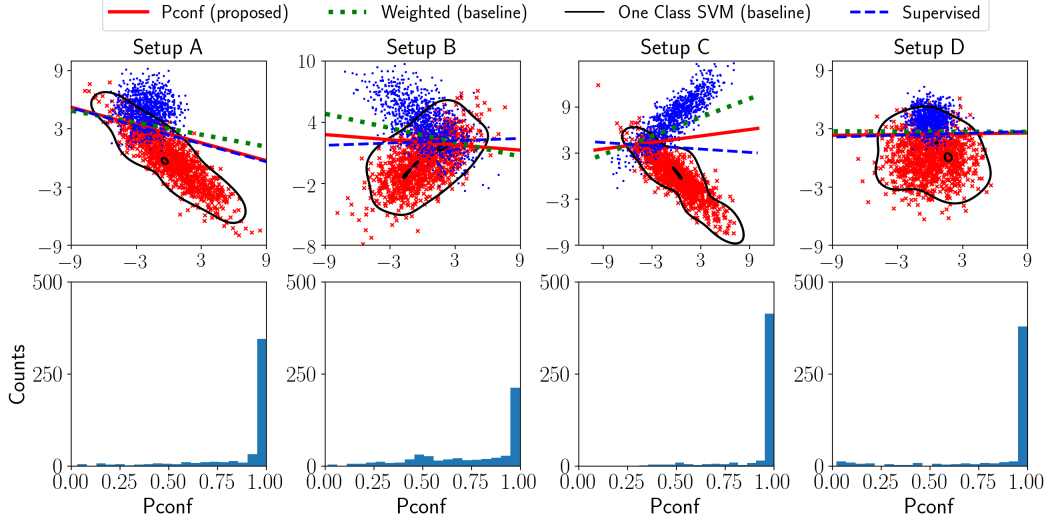 Pconf (proposed) Weighted (baseline) One Class SVM (baseline) Supervised
Setup A Setup B Setup C Setup D
9 3 −3 −9
−9 −3 3 9
10 4 −2 −8
−9 −3 3 9
9 3 −3 −9
−9 −3 3 9
9 3 −3 −9
−9 −3 3 9
Counts
500 250 0
0.00 0.25 0.50 0.75 1.00
500 250 0
0.00 0.25 0.50 0.75 1.00
500 250 0
0.00 0.25 0.50 0.75 1.00
500 250 0
0.00 0.25 0.50 0.75 1.00
Pconf Pconf Pconf Pconf